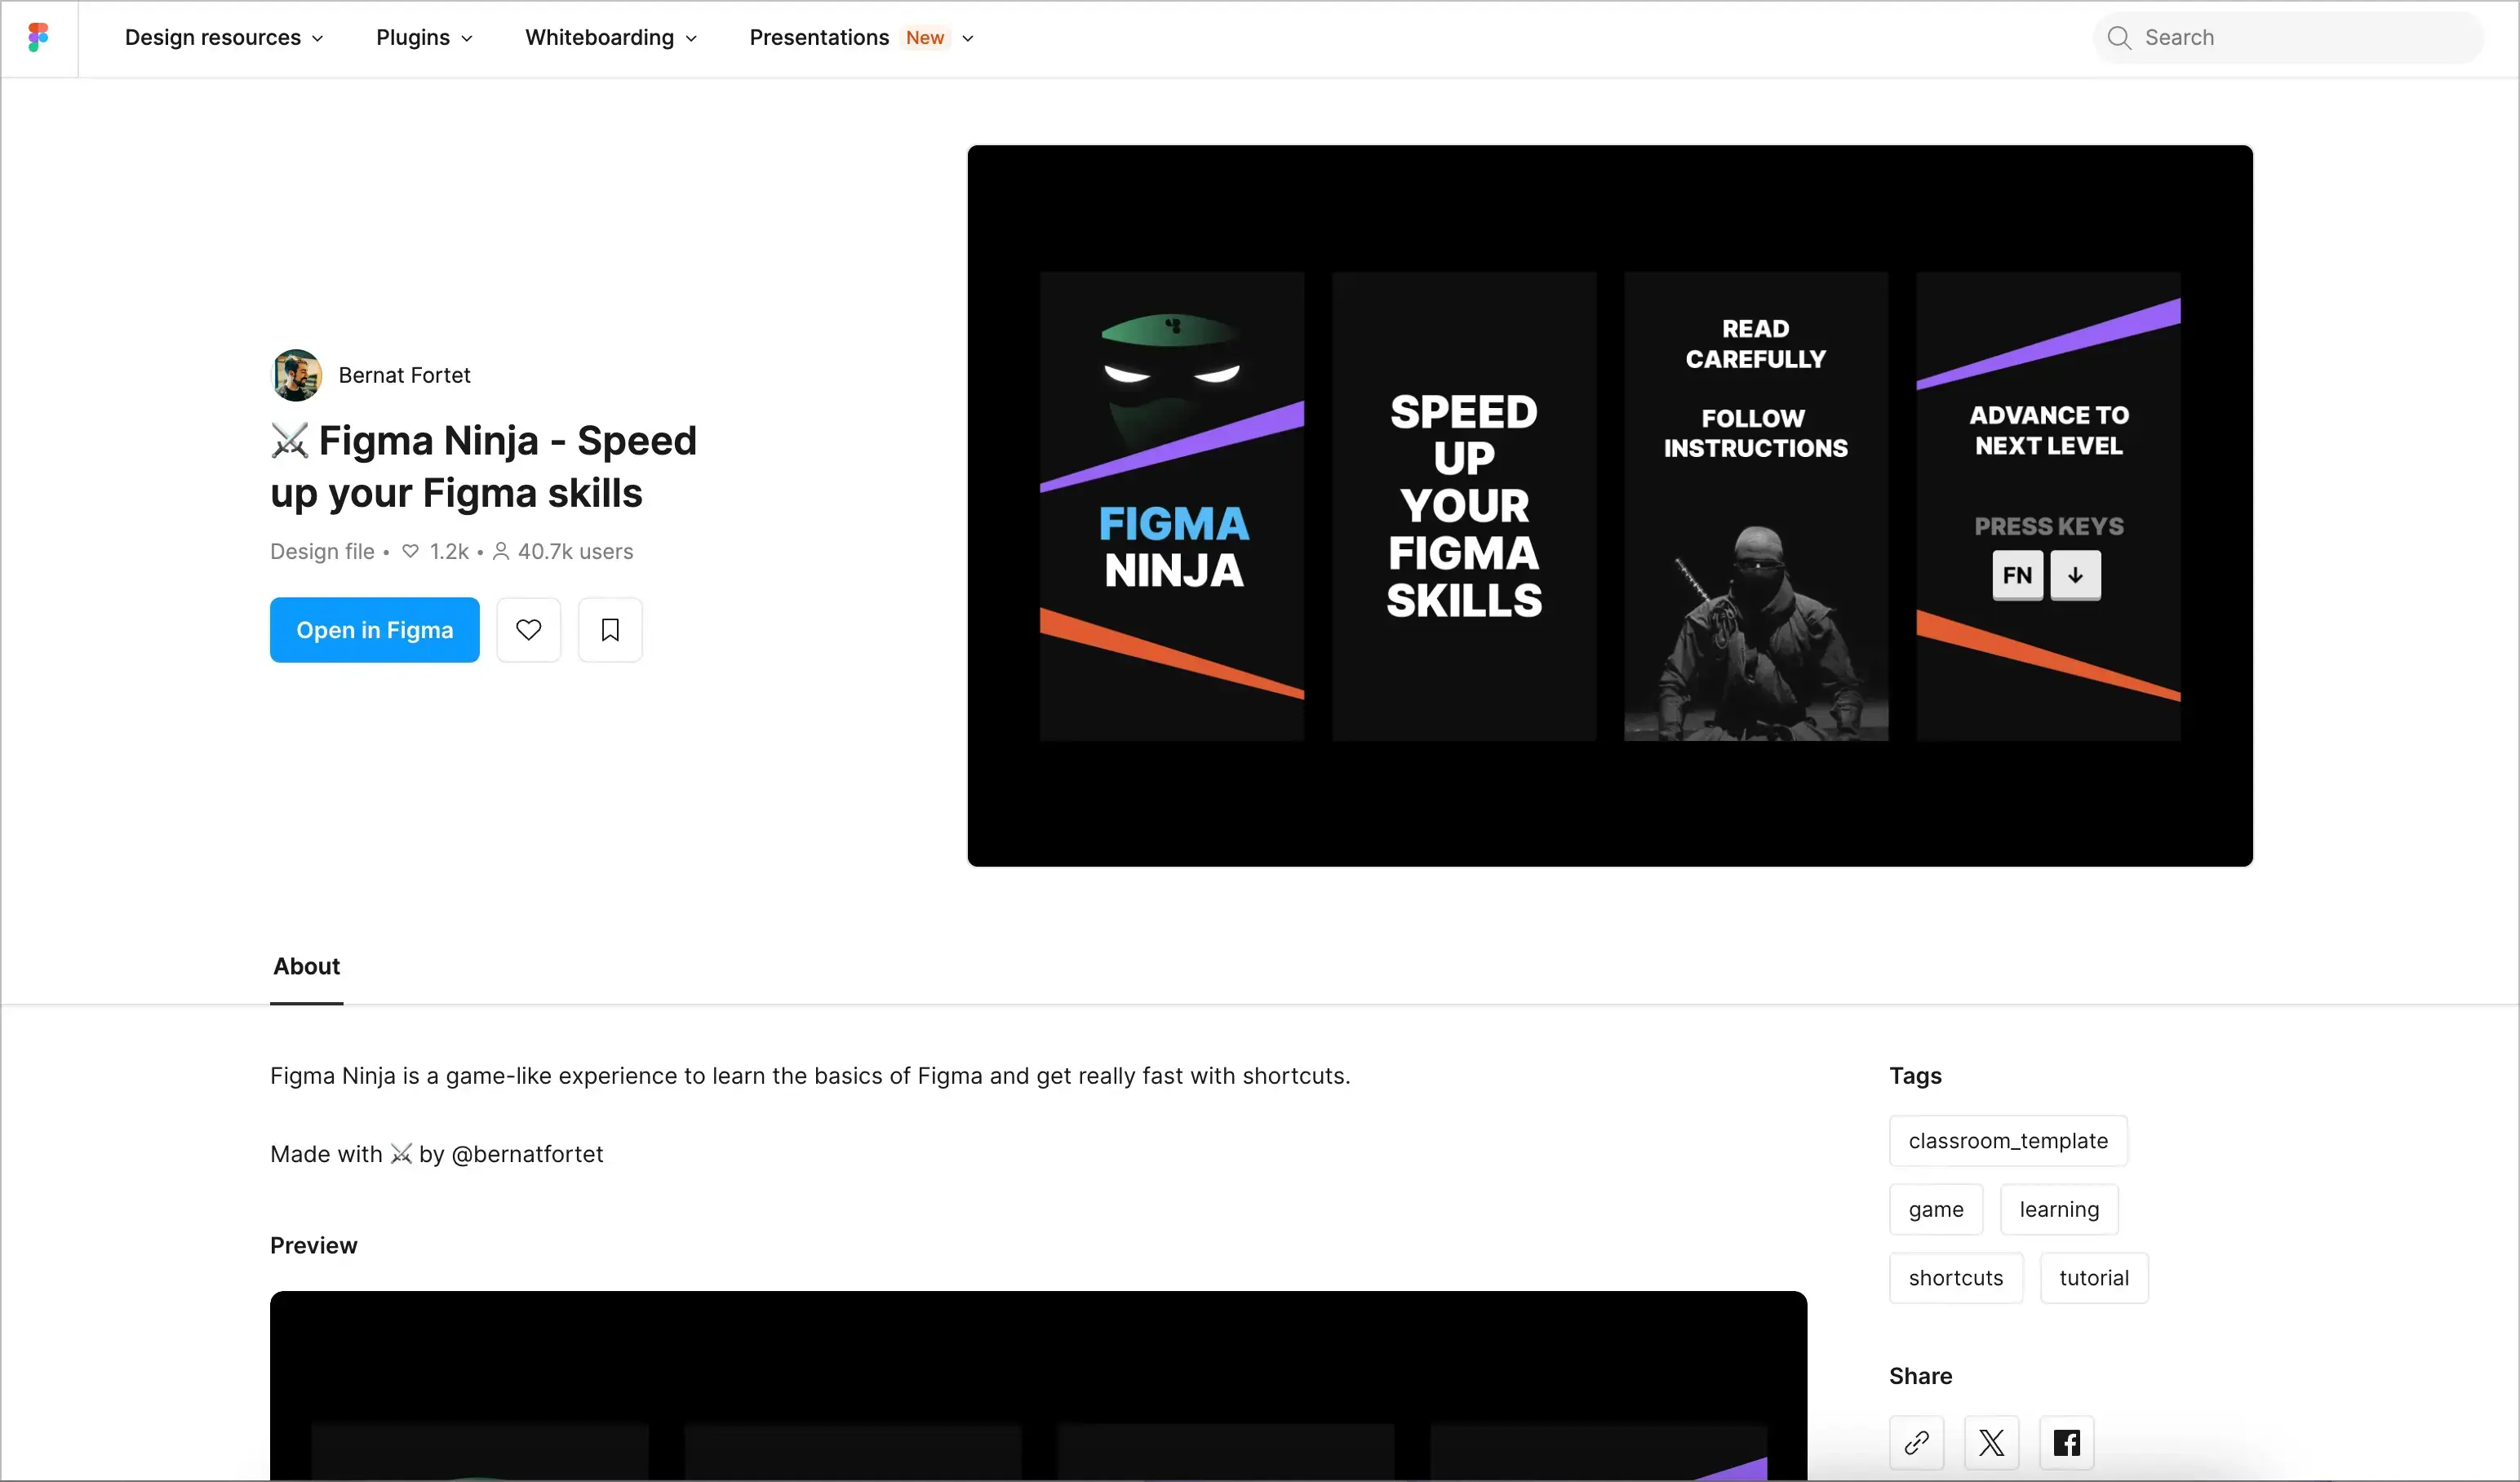 Design resources
Plugins
Whiteboarding
Presentations New
Search
Bernat Fortet
⚔️ Figma Ninja - Speed
up your Figma skills
Design file • 1.2k • 40.7k users
Open in Figma
FIGMA
NINJA
SPEED
UP
YOUR
FIGMA
SKILLS
READ
CAREFULLY
FOLLOW
INSTRUCTIONS
ADVANCE TO
NEXT LEVEL
PRESS KEYS
FN ↓
About
Figma Ninja is a game-like experience to learn the basics of Figma and get really fast with shortcuts.
Made with ⚔️ by @bernatfortet
Preview
Tags
classroom_template
game learning
shortcuts tutorial
Share